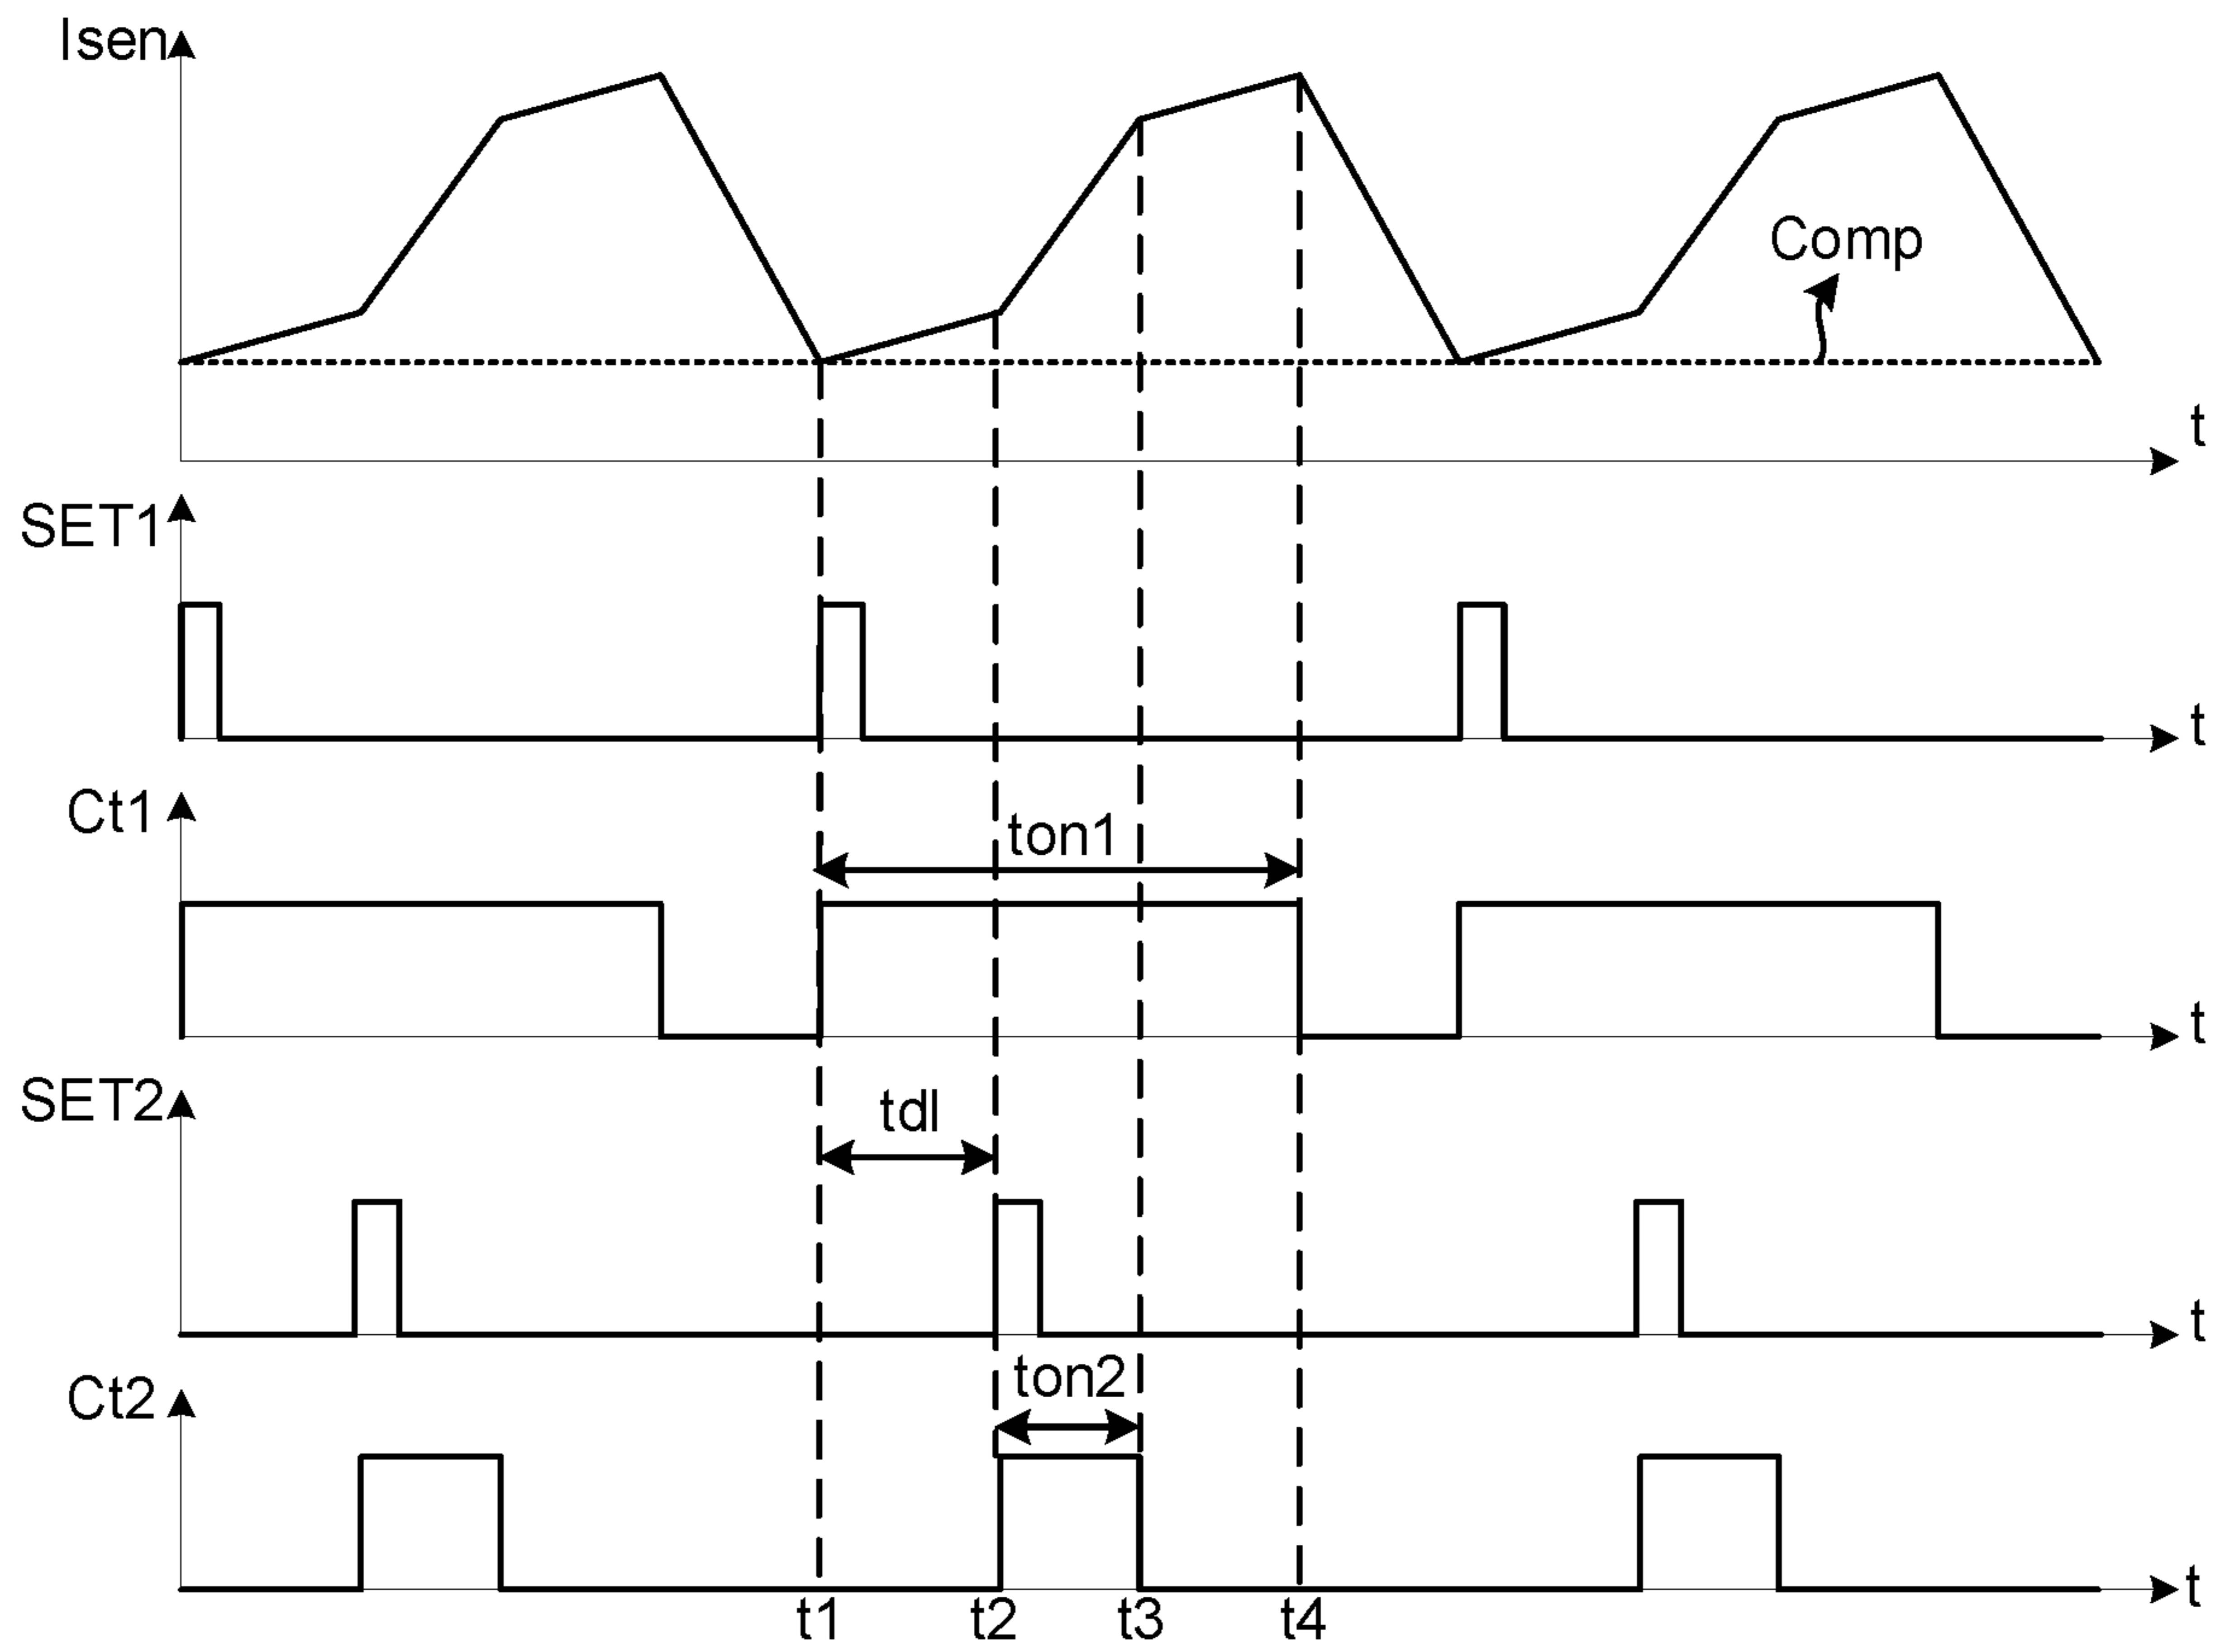 Isen
Comp
t
SET1
t
Ct1
ton1
t
SET2
tdl
t
Ct2
ton2
t
t1 t2 t3 t4